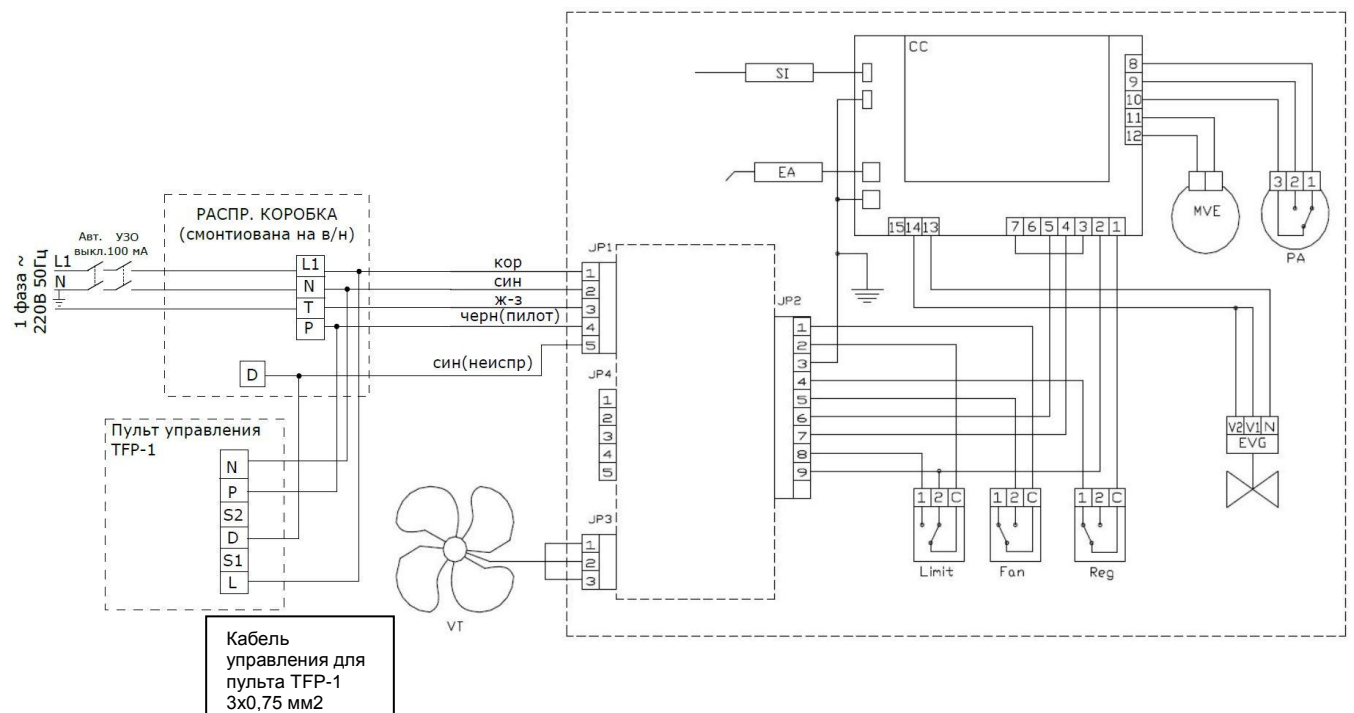 CC
SI
EA
8
9
10
11
12
MVE
3 2 1
PA
15 14 13
7 6 5 4 3 2 1
РАСПР. КОРОБКА
(смонтиована на в/н)
Авт. УЗО
выкл.100 мА
1 фаза ~
220В 50Гц
L1
N
L1
N
T
P
D
кор
син
ж-з
черн(пилот)
син(неиспр)
JP1
1
2
3
4
5
JP4
1
2
3
4
5
JP3
1
2
3
JP2
1
2
3
4
5
6
7
8
9
V2 V1 N
EVG
1 2 C
Limit
1 2 C
Fan
1 2 C
Reg
VT
Пульт управления
TFP-1
N
P
S2
D
S1
L
Кабель
управления для
пульта TFP-1
3х0,75 мм2